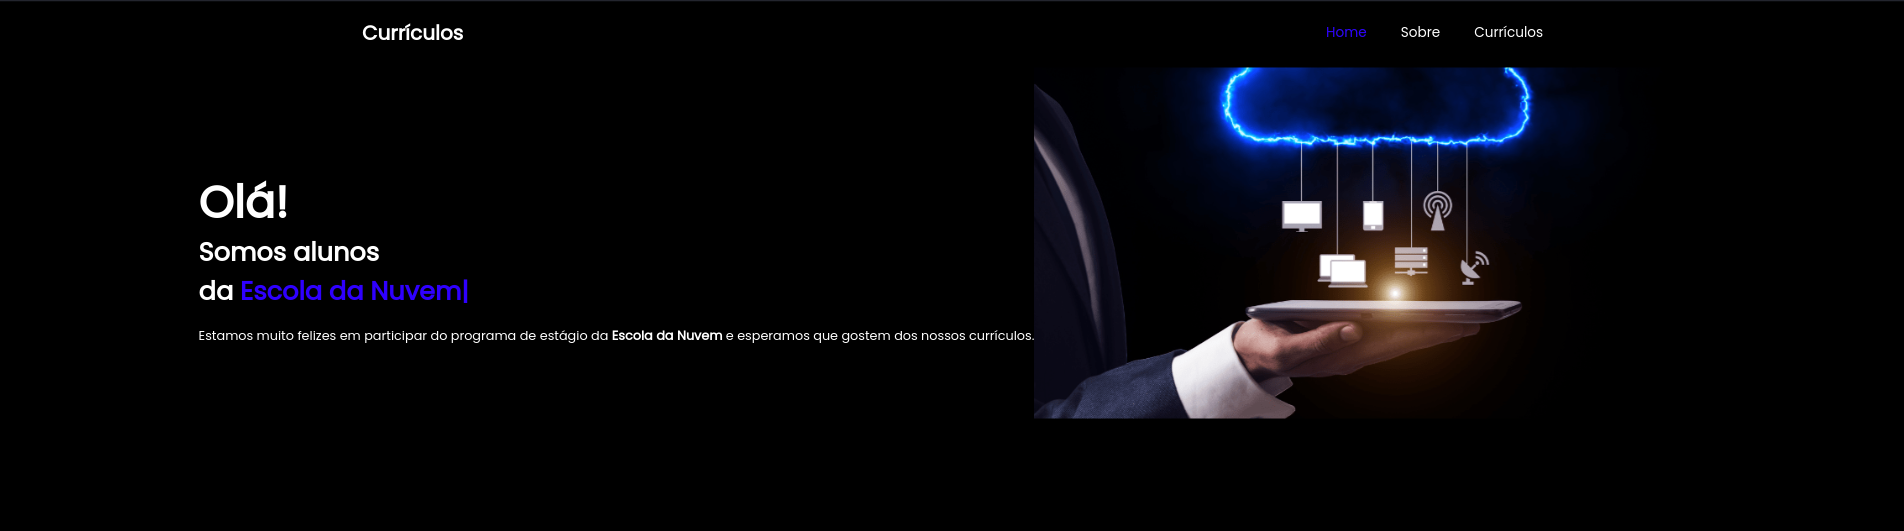 Currículos
Home Sobre Currículos
Olá!
Somos alunos
da Escola da Nuvem|
Estamos muito felizes em participar do programa de estágio da Escola da Nuvem e esperamos que gostem dos nossos currículos.